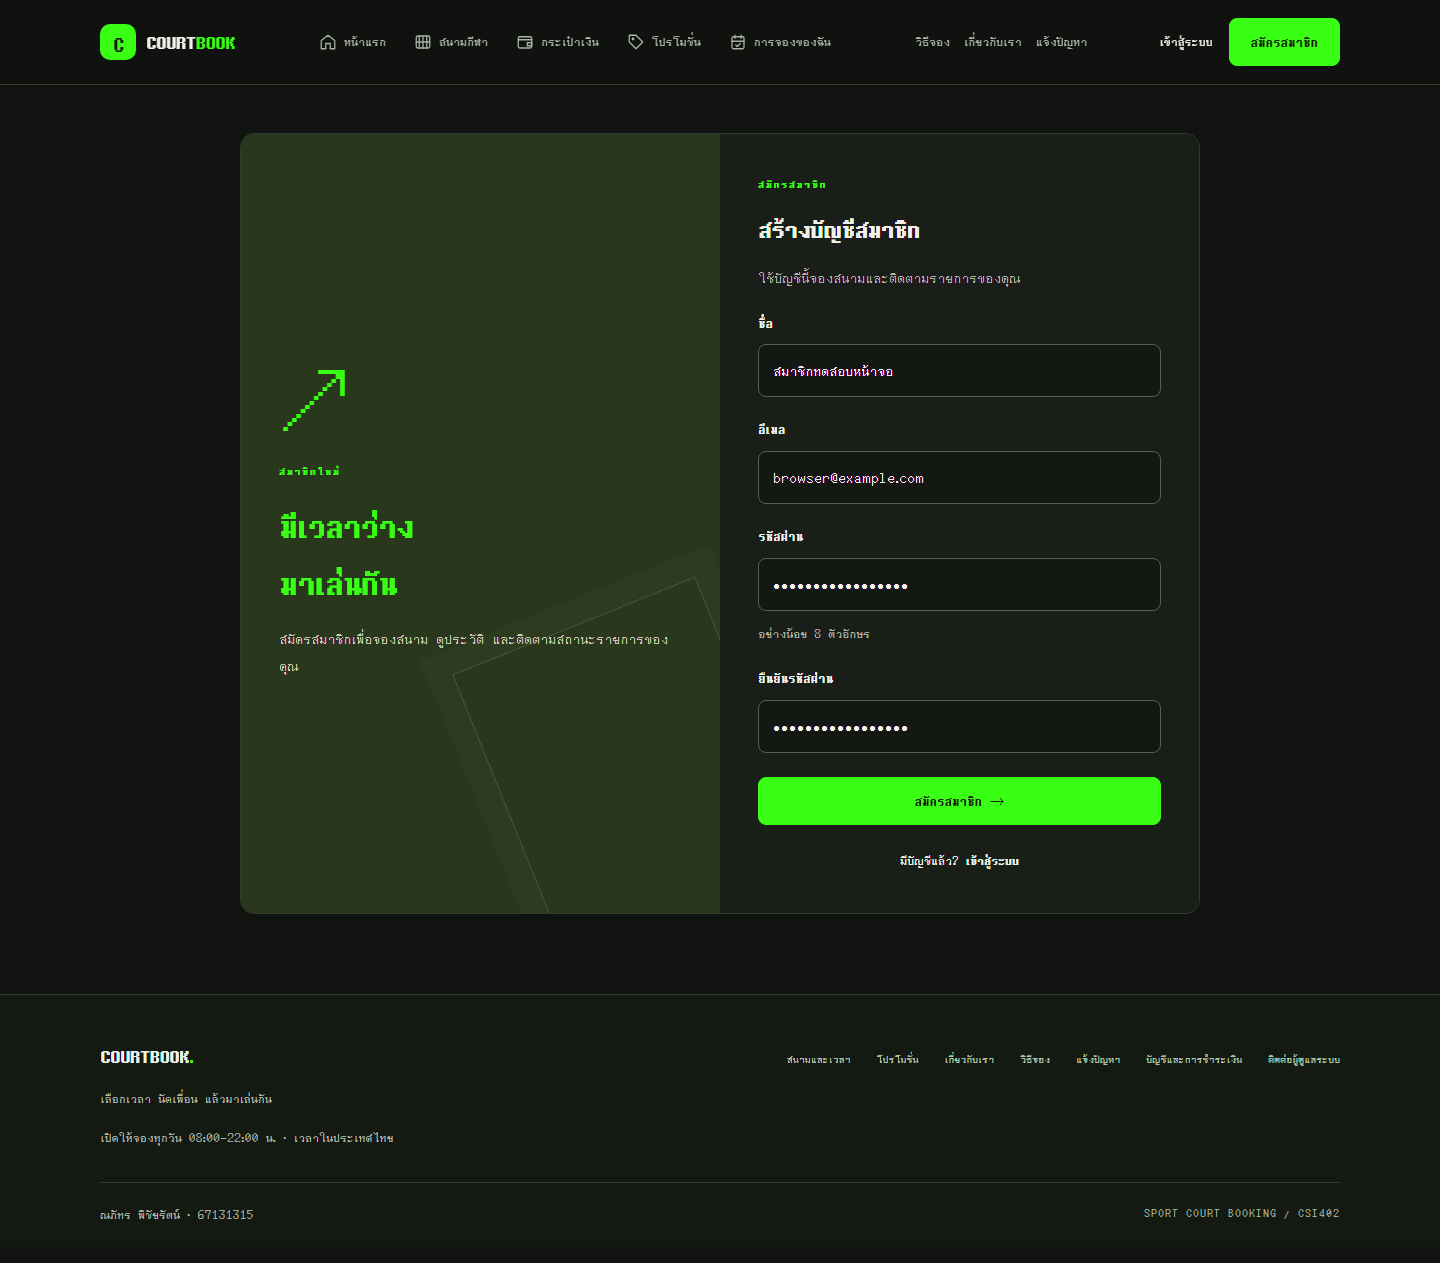 C COURTBOOK
หน้าแรก สนามกีฬา กระเป๋าเงิน โปรโมชั่น การจองของฉัน วิธีจอง เกี่ยวกับเรา แจ้งปัญหา เข้าสู่ระบบ สมัครสมาชิก
สมาชิกใหม่
มีเวลาว่าง
มาเล่นกัน
สมัครสมาชิกเพื่อจองสนาม ดูประวัติ และติดตามสถานะรายการของ
คุณ
สมัครสมาชิก
สร้างบัญชีสมาชิก
ใช้บัญชีนี้จองสนามและติดตามรายการของคุณ
ชื่อ
สมาชิกทดสอบหน้าจอ
อีเมล
browser@example.com
รหัสผ่าน
•••••••••••••••••
อย่างน้อย 8 ตัวอักษร
ยืนยันรหัสผ่าน
•••••••••••••••••
สมัครสมาชิก →
มีบัญชีแล้ว? เข้าสู่ระบบ
COURTBOOK.
สนามและเวลา โปรโมชั่น เกี่ยวกับเรา วิธีจอง แจ้งปัญหา บัญชีและการชำระเงิน ติดต่อผู้ดูแลระบบ
เลือกเวลา นัดเพื่อน แล้วมาเล่นกัน
เปิดให้จองทุกวัน 08:00–22:00 น. · เวลาในประเทศไทย
ณภัทร พิชัยรัตน์ · 67131315
SPORT COURT BOOKING / CSI402